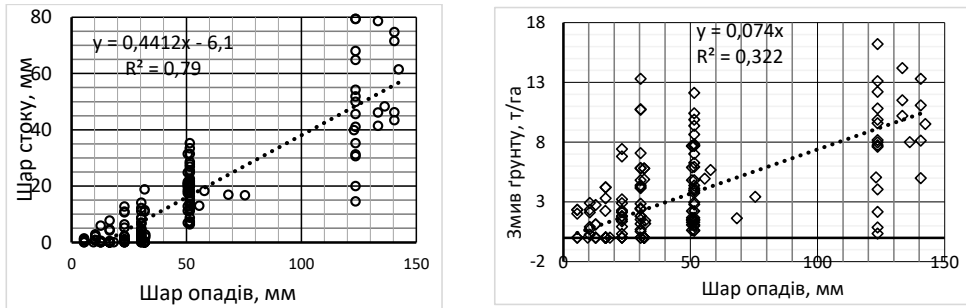 y = 0,4412x - 6,1
R² = 0,79
Шар стоку, мм
80
60
40
20
0
0 50 100 150
Шар опадів, мм
y = 0,074x
R² = 0,322
Змив ґрунту, т/га
18
13
8
3
-2
0 50 100 150
Шар опадів, мм